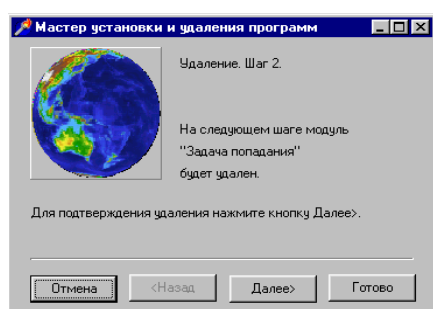 Мастер установки и удаления программ
Удаление. Шаг 2.
На следующем шаге модуль
"Задача попадания"
будет удален.
Для подтверждения удаления нажмите кнопку Далее>.
Отмена
<Назад
Далее>
Готово